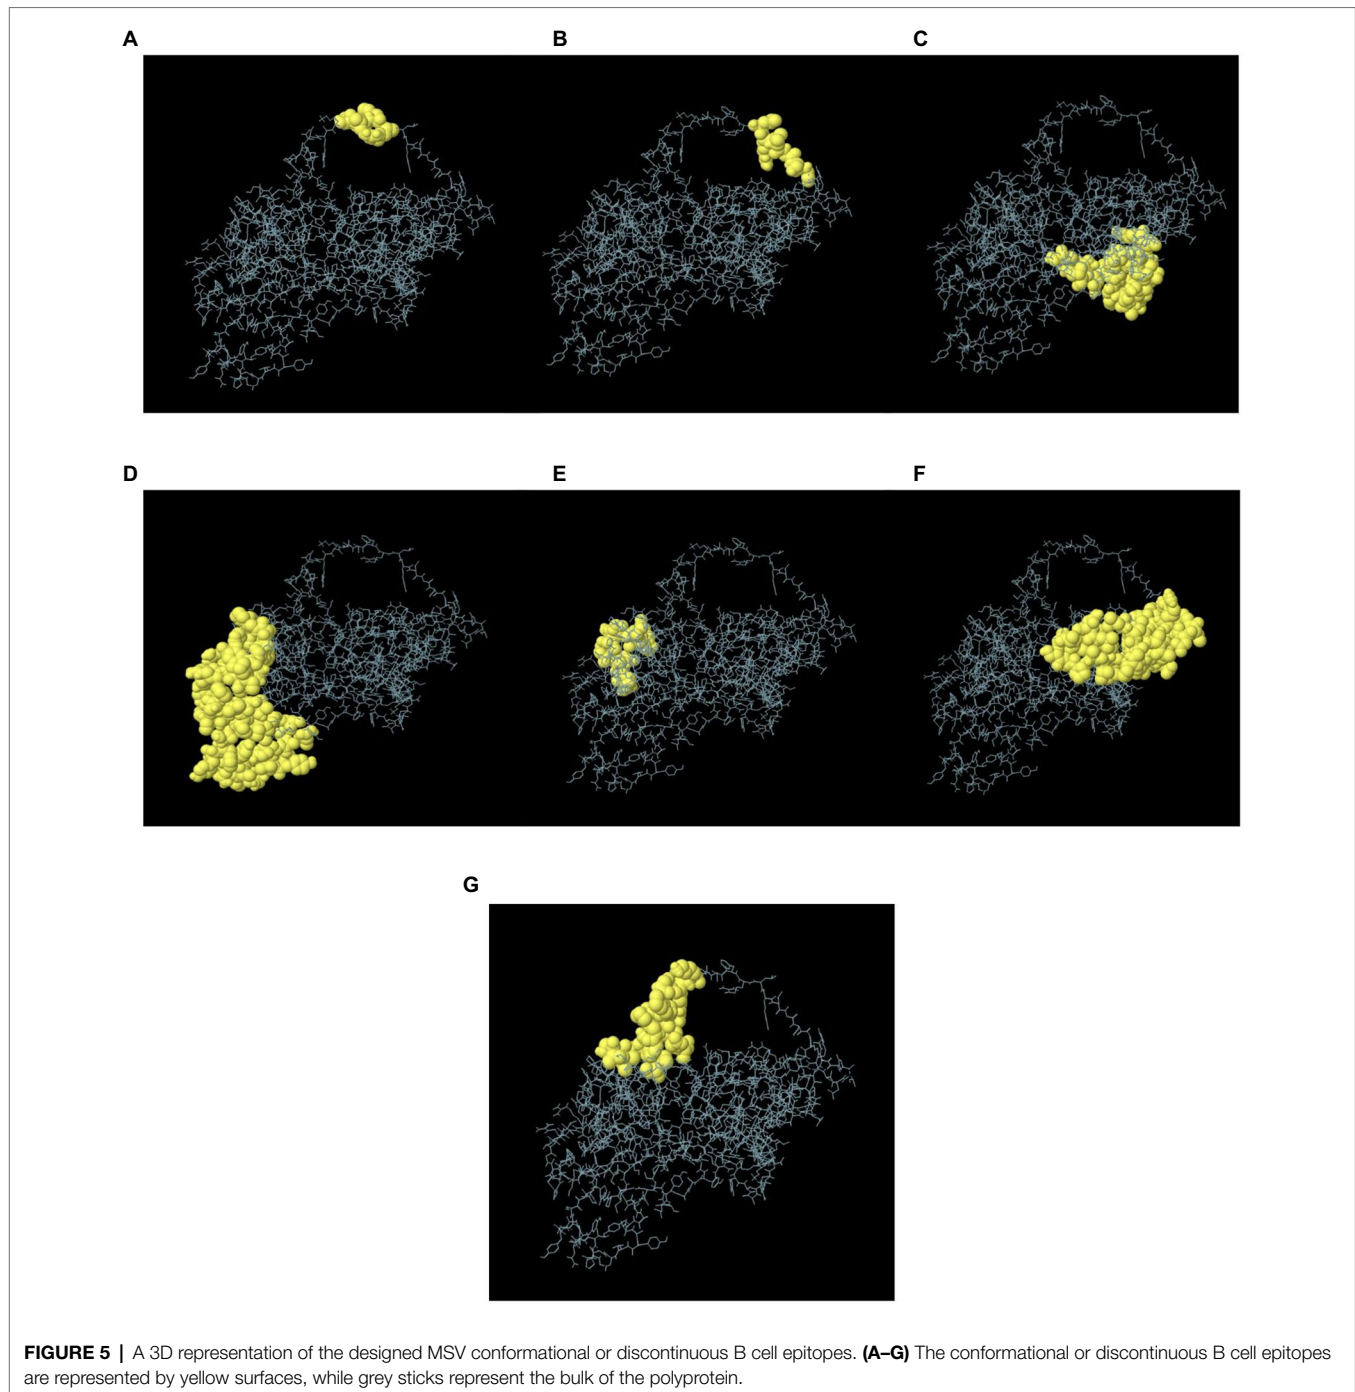 A
B
C
D
E
F
G
FIGURE 5 | A 3D representation of the designed MSV conformational or discontinuous B cell epitopes. (A–G) The conformational or discontinuous B cell epitopes
are represented by yellow surfaces, while grey sticks represent the bulk of the polyprotein.